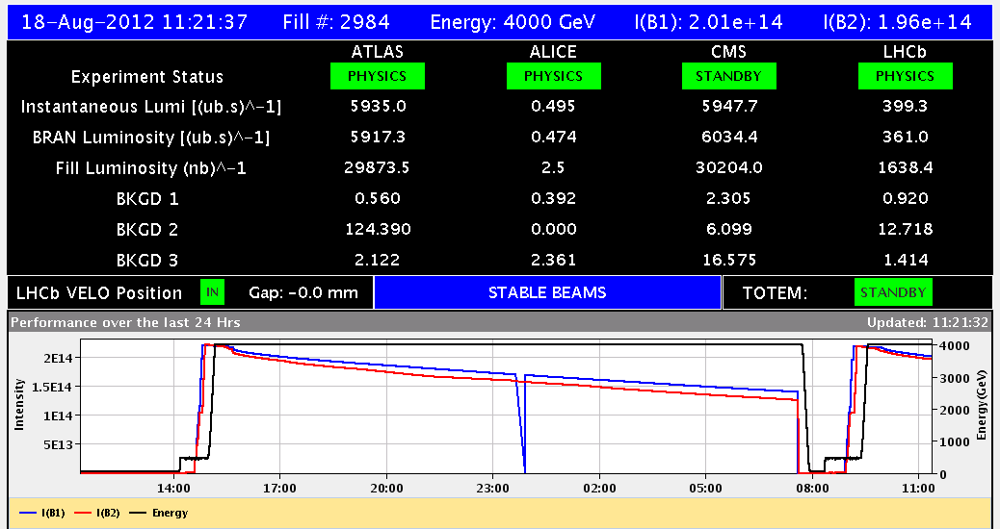 18-Aug-2012 11:21:37 Fill #: 2984 Energy: 4000 GeV I(B1): 2.01e+14 I(B2): 1.96e+14
ATLAS ALICE CMS LHCb
Experiment Status PHYSICS PHYSICS STANDBY PHYSICS
Instantaneous Lumi [(ub.s)^-1] 5935.0 0.495 5947.7 399.3
BRAN Luminosity [(ub.s)^-1] 5917.3 0.474 6034.4 361.0
Fill Luminosity (nb)^-1 29873.5 2.5 30204.0 1638.4
BKGD 1 0.560 0.392 2.305 0.920
BKGD 2 124.390 0.000 6.099 12.718
BKGD 3 2.122 2.361 16.575 1.414
LHCb VELO Position IN Gap: -0.0 mm STABLE BEAMS TOTEM: STANDBY
Performance over the last 24 Hrs Updated: 11:21:32
Intensity
2E14
1.5E14
1E14
5E13
4000
3000
2000
1000
0
Energy(GeV)
14:00 17:00 20:00 23:00 02:00 05:00 08:00 11:00
I(B1) I(B2) Energy